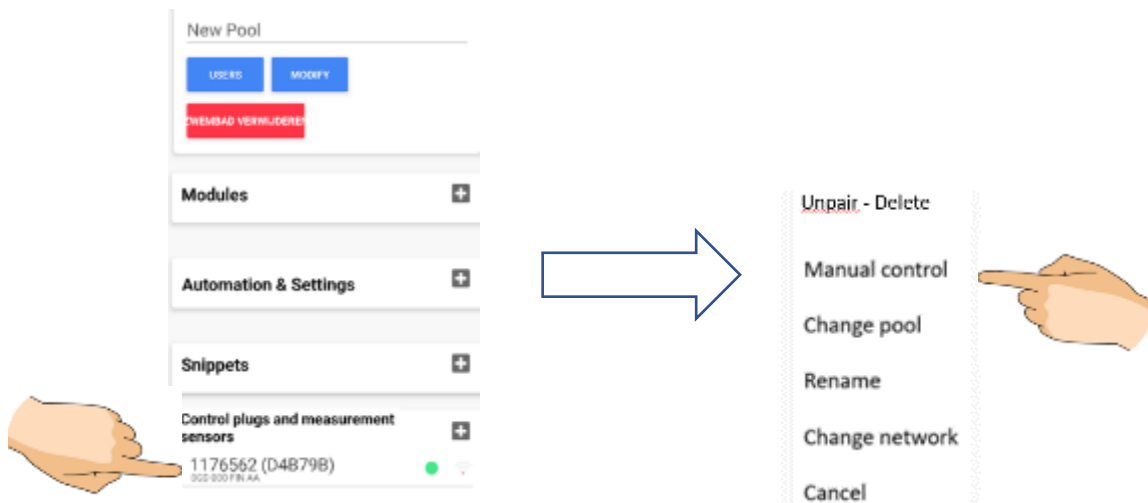 New Pool
USERS MODIFY
ZWEMBAD VERWIJDEREN
Modules
Automation & Settings
Snippets
Control plugs and measurement
sensors
1176562 (D4B79B)
Unpair - Delete
Manual control
Change pool
Rename
Change network
Cancel